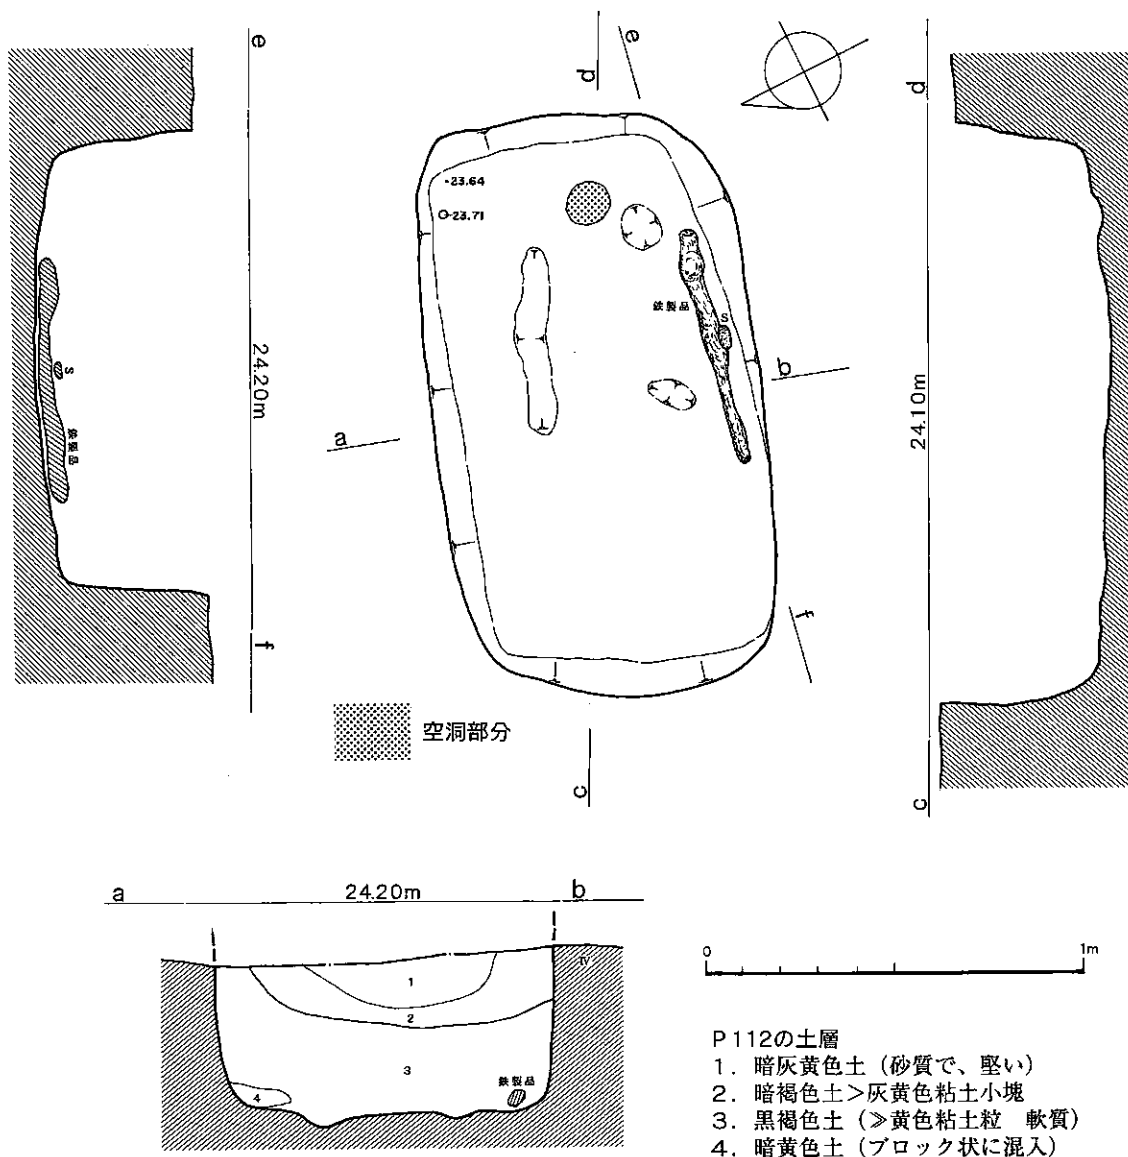 e
d
e
d
-23.64
O-23.71
鉄製品
S
S
鉄製品
24.20m
b
24.10m
a
f
f
空洞部分
c
c
a
24.20m
b
IV
1
2
3
4
鉄製品
0
1m
P112の土層
1. 暗灰黄色土（砂質で、堅い）
2. 暗褐色土＞灰黄色粘土小塊
3. 黒褐色土（≫黄色粘土粒 軟質）
4. 暗黄色土（ブロック状に混入）